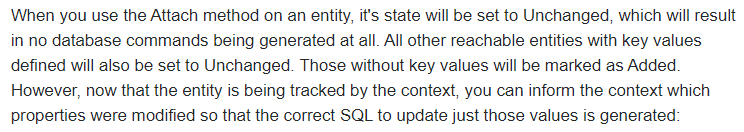 When you use the Attach method on an entity, it's state will be set to Unchanged, which will result
in no database commands being generated at all. All other reachable entities with key values
defined will also be set to Unchanged. Those without key values will be marked as Added.
However, now that the entity is being tracked by the context, you can inform the context which
properties were modified so that the correct SQL to update just those values is generated: